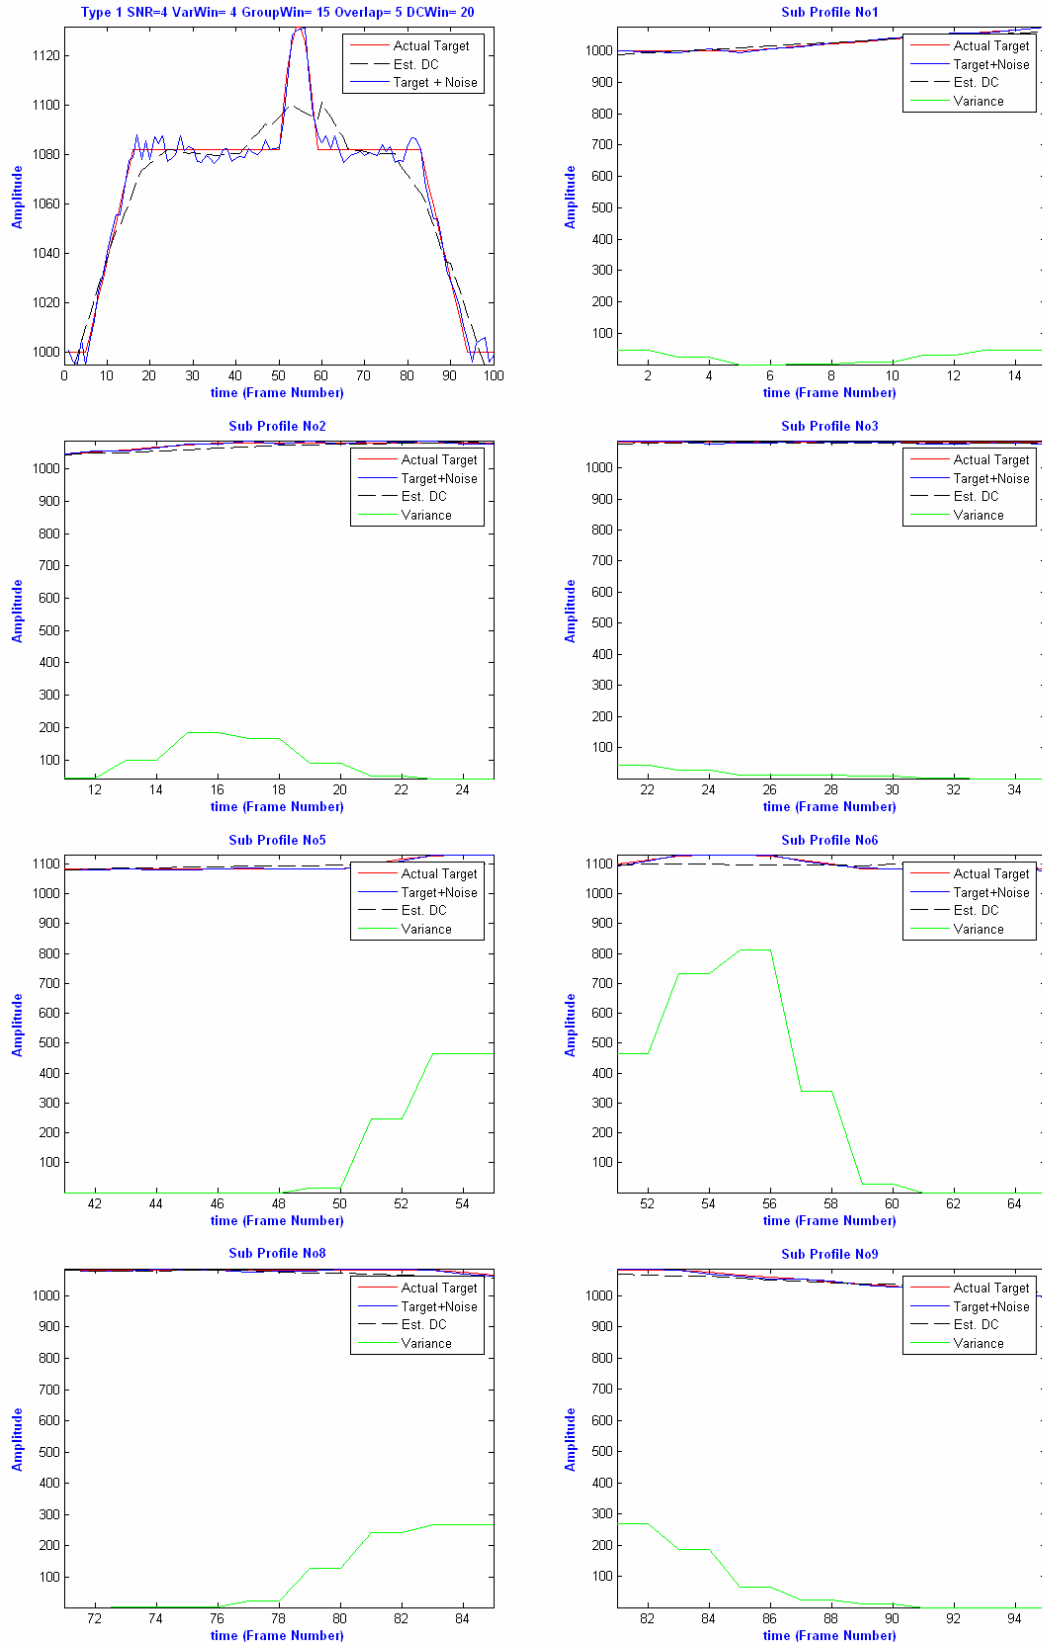 Type 1 SNR=4 VarWin= 4 GroupWin= 15 Overlap= 5 DCWin= 20
Actual Target
Est. DC
Target + Noise
1120
1100
1080
1060
1040
1020
1000
Amplitude
0 10 20 30 40 50 60 70 80 90 100
time (Frame Number)
Sub Profile No1
Actual Target
Target+Noise
Est. DC
Variance
1000
900
800
700
600
500
400
300
200
100
Amplitude
2 4 6 8 10 12 14
time (Frame Number)
Sub Profile No2
Actual Target
Target+Noise
Est. DC
Variance
1000
900
800
700
600
500
400
300
200
100
Amplitude
12 14 16 18 20 22 24
time (Frame Number)
Sub Profile No3
Actual Target
Target+Noise
Est. DC
Variance
1000
900
800
700
600
500
400
300
200
100
Amplitude
22 24 26 28 30 32 34
time (Frame Number)
Sub Profile No5
Actual Target
Target+Noise
Est. DC
Variance
1100
1000
900
800
700
600
500
400
300
200
100
Amplitude
42 44 46 48 50 52 54
time (Frame Number)
Sub Profile No6
Actual Target
Target+Noise
Est. DC
Variance
1100
1000
900
800
700
600
500
400
300
200
100
Amplitude
52 54 56 58 60 62 64
time (Frame Number)
Sub Profile No8
Actual Target
Target+Noise
Est. DC
Variance
1000
900
800
700
600
500
400
300
200
100
Amplitude
72 74 76 78 80 82 84
time (Frame Number)
Sub Profile No9
Actual Target
Target+Noise
Est. DC
Variance
1000
900
800
700
600
500
400
300
200
100
Amplitude
82 84 86 88 90 92 94
time (Frame Number)